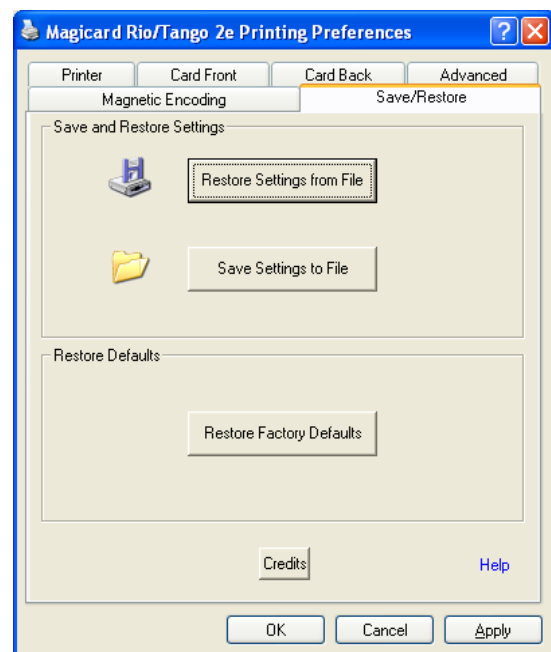 Magicard Rio/Tango 2e Printing Preferences
Printer Card Front Card Back Advanced
Magnetic Encoding Save/Restore
Save and Restore Settings
Restore Settings from File
Save Settings to File
Restore Defaults
Restore Factory Defaults
Credits Help
OK Cancel Apply